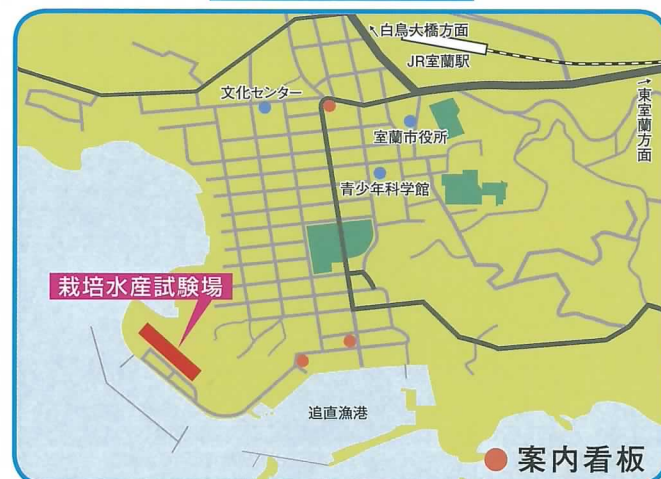 ↖白鳥大橋方面
JR室蘭駅
文化センター
室蘭市役所
→東室蘭方面
青少年科学館
栽培水産試験場
追直漁港
案内看板